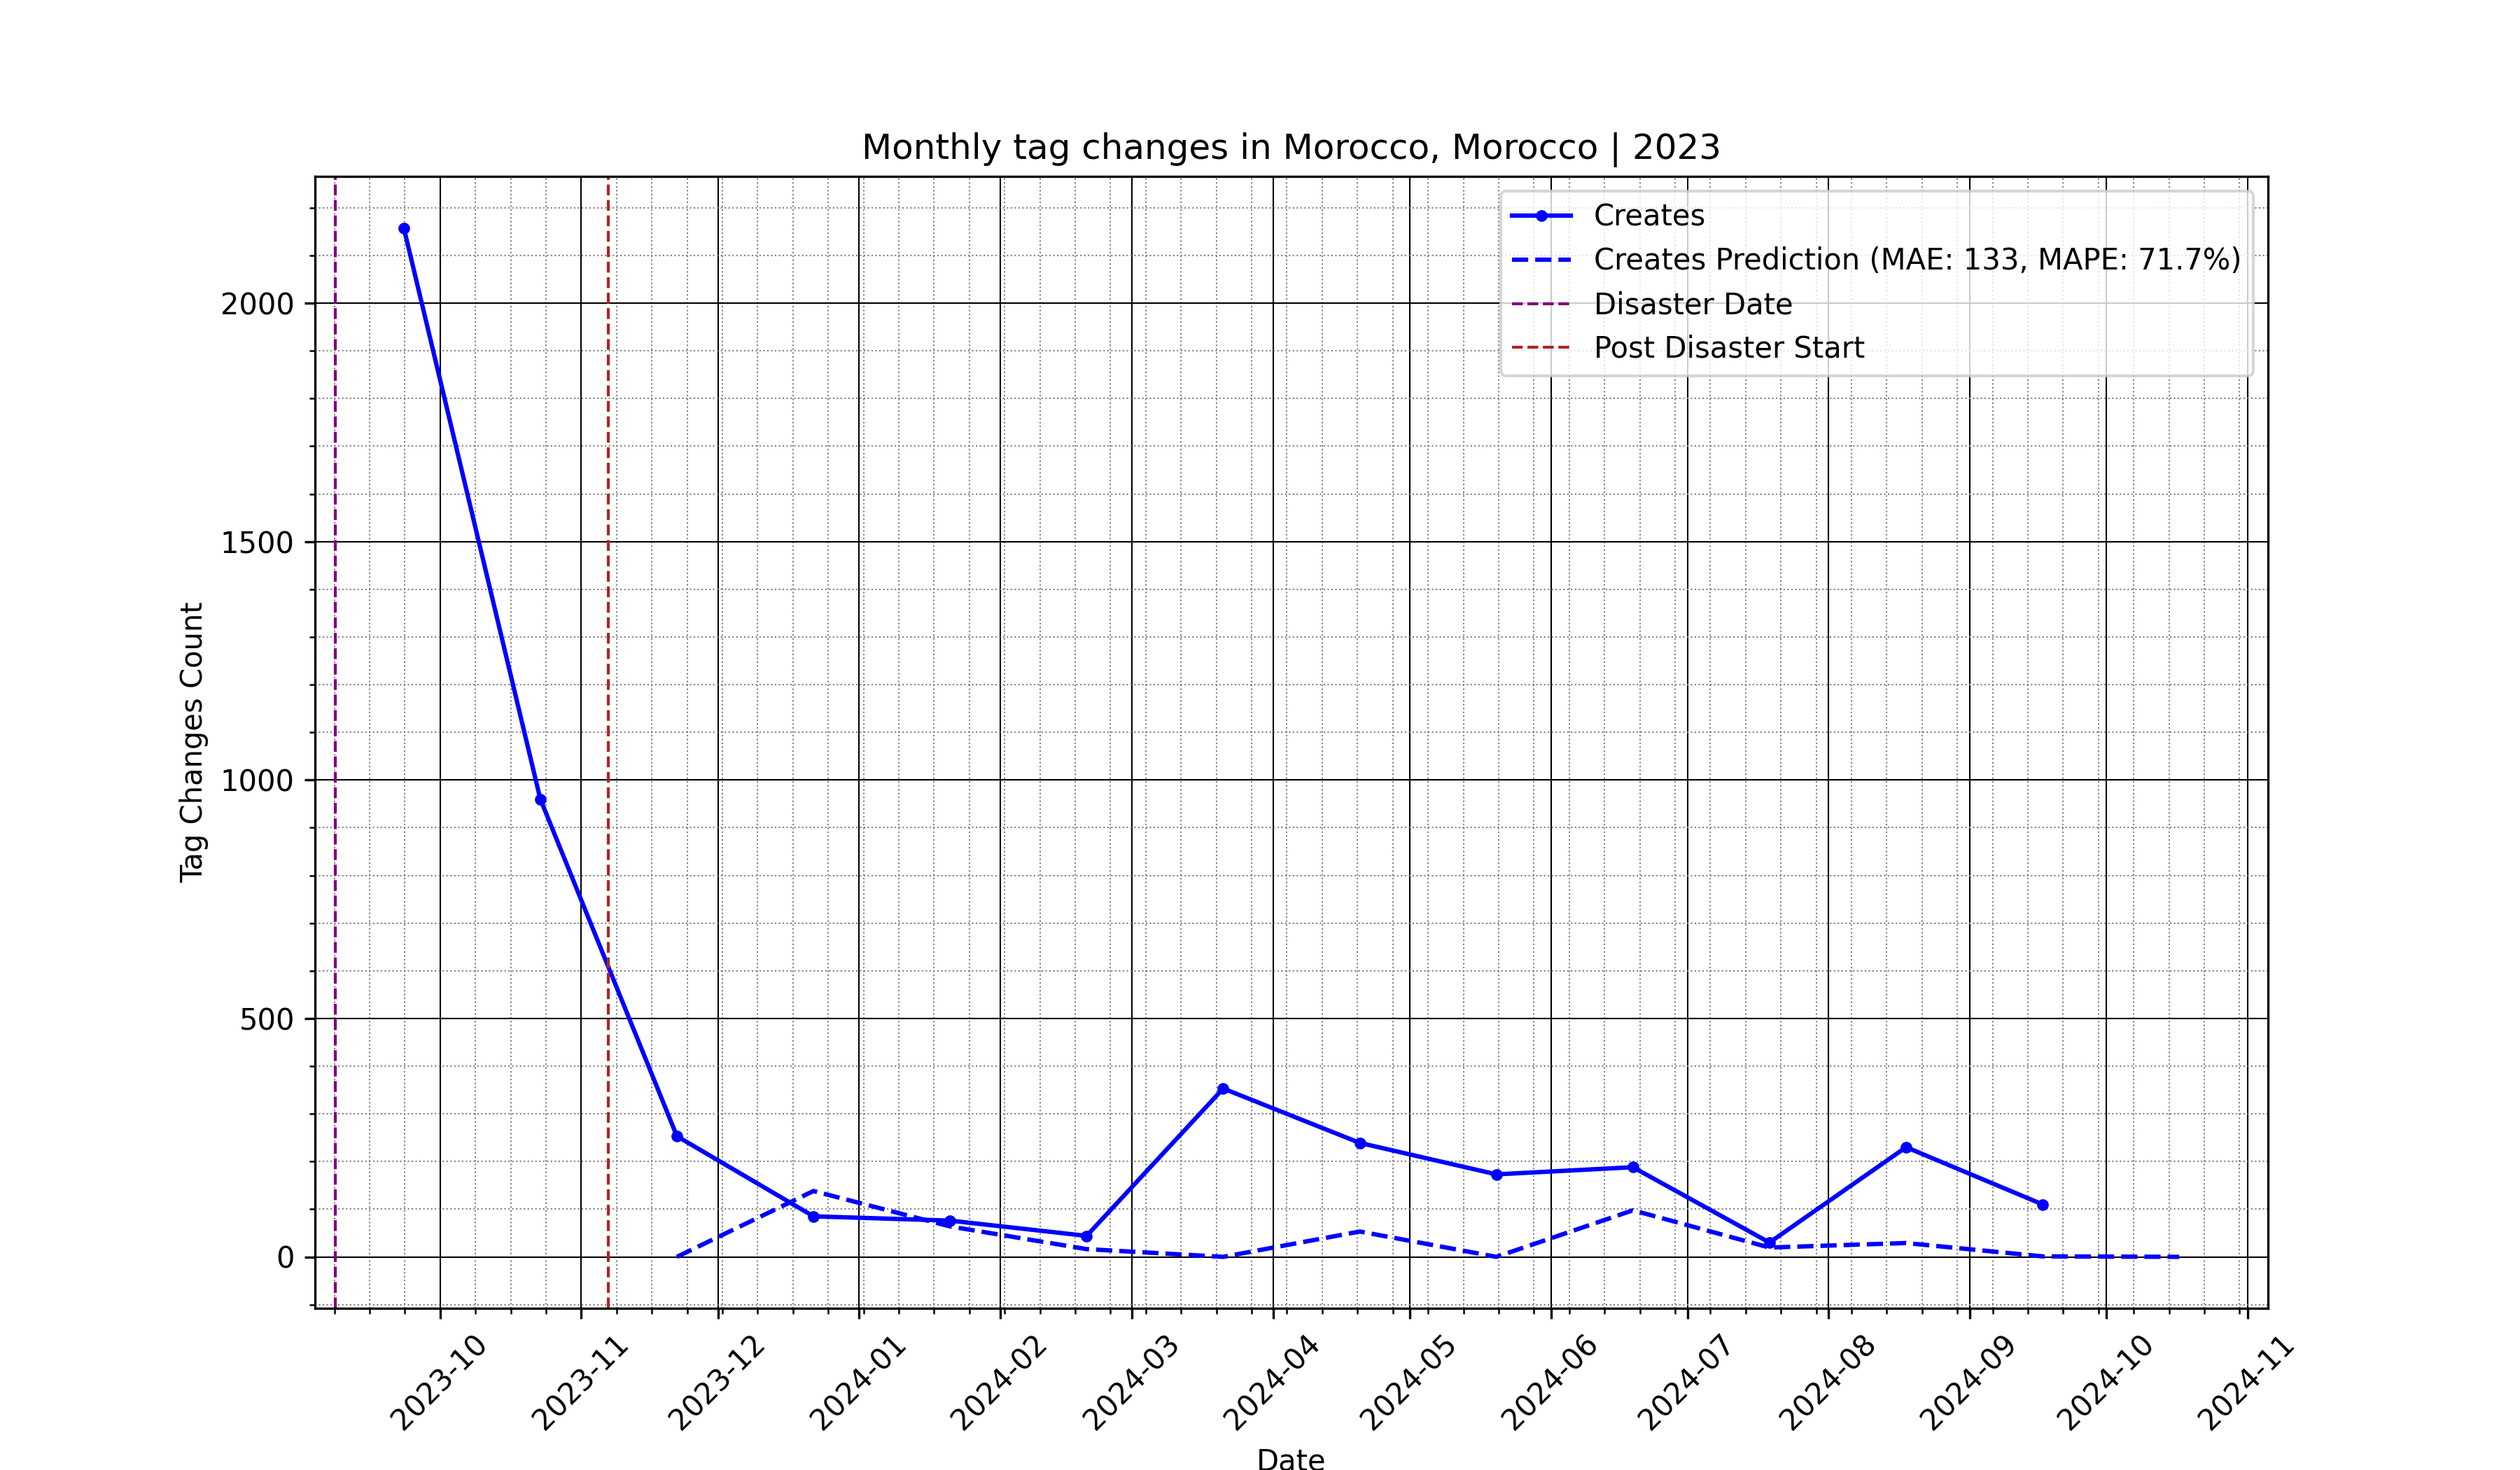 Monthly tag changes in Morocco, Morocco | 2023
Creates
Creates Prediction (MAE: 133, MAPE: 71.7%)
Disaster Date
Post Disaster Start
Tag Changes Count
2000
1500
1000
500
0
2023-10
2023-11
2023-12
2024-01
2024-02
2024-03
2024-04
2024-05
2024-06
2024-07
2024-08
2024-09
2024-10
2024-11
Date